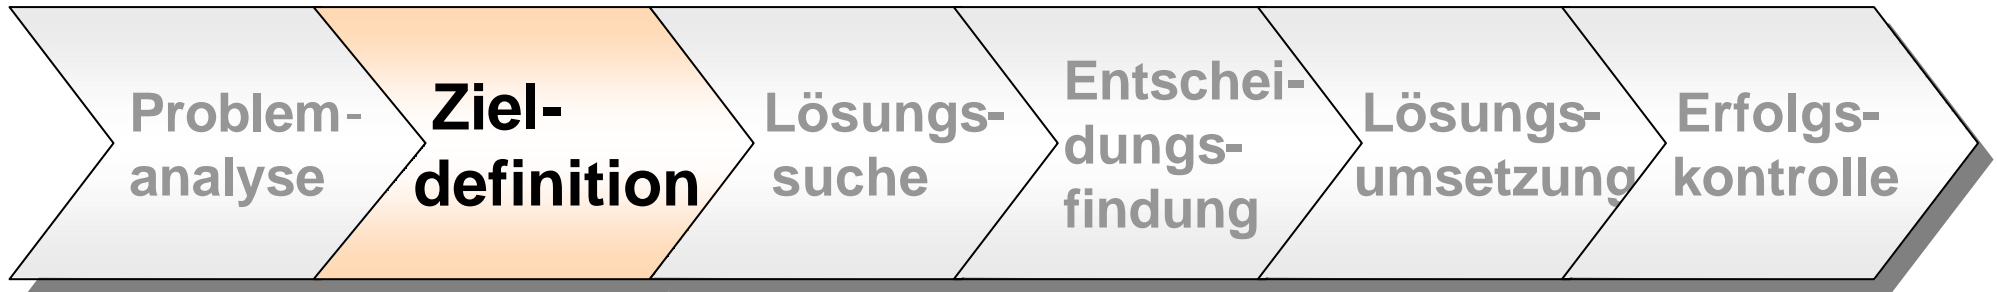 Problem-
analyse
Ziel-
definition
Lösungs-
suche
Entschei-
dungs-
findung
Lösungs-
umsetzung
Erfolgs-
kontrolle